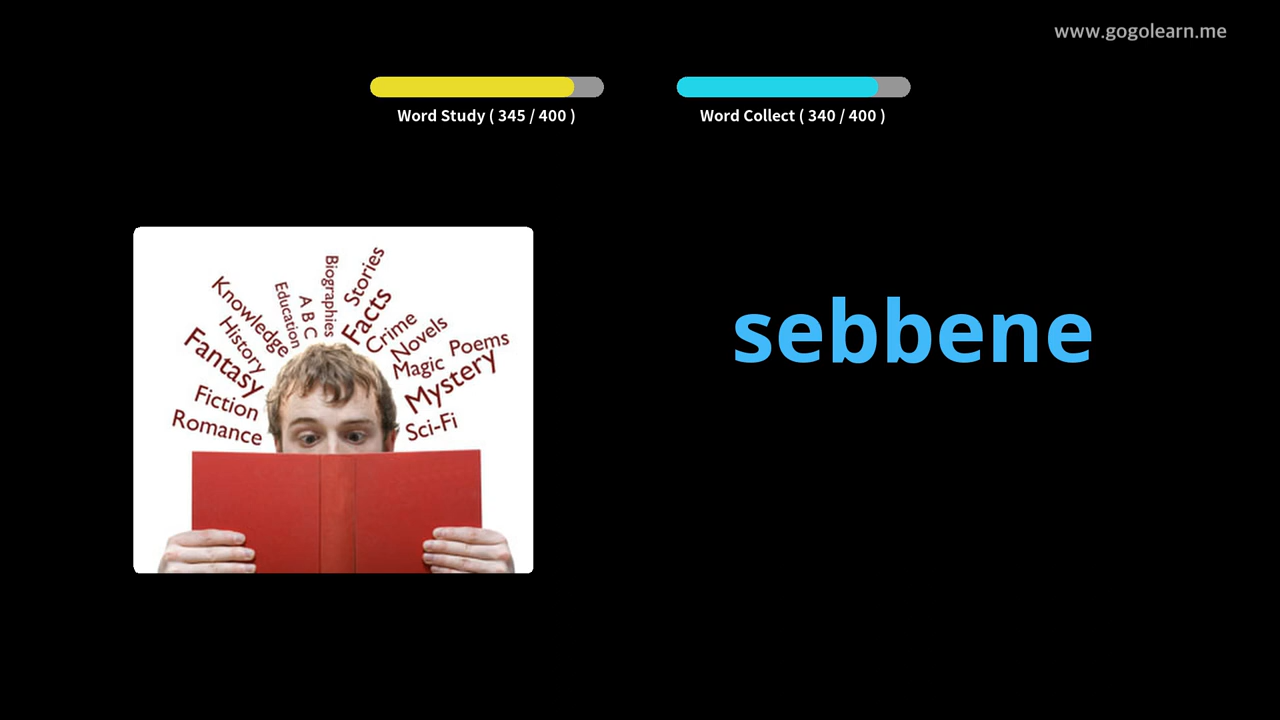 www.gogolearn.me
Word Study ( 345 / 400 )
Word Collect ( 340 / 400 )
sebbene
Romance
Fiction
Fantasy
History
Knowledge
Education
A B C
Biographies
Stories
Facts
Crime
Novels
Magic
Poems
Mystery
Sci-Fi